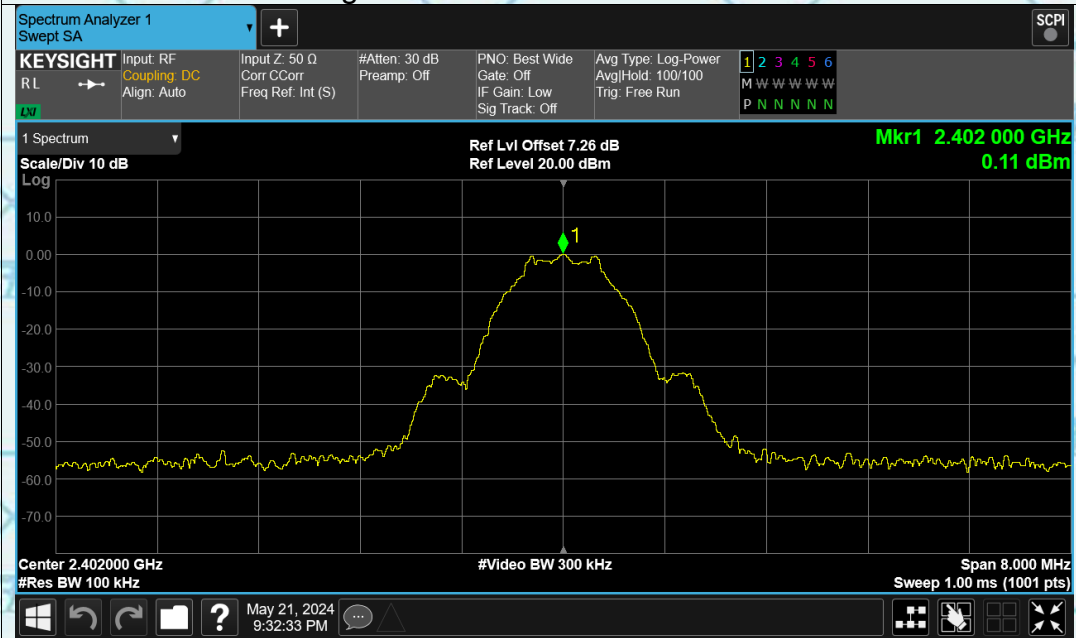 Spectrum Analyzer 1
Swept SA
+
SCPI
KEYSIGHT
RL
LXI
Input: RF
Coupling: DC
Align: Auto
Input Z: 50 Ω
Corr CCorr
Freq Ref: Int (S)
#Atten: 30 dB
Preamp: Off
PNO: Best Wide
Gate: Off
IF Gain: Low
Sig Track: Off
Avg Type: Log-Power
Avg|Hold: 100/100
Trig: Free Run
1 2 3 4 5 6
M W W W W W
P N N N N N
1 Spectrum
Scale/Div 10 dB
Ref Lvl Offset 7.26 dB
Ref Level 20.00 dBm
Mkr1 2.402 000 GHz
0.11 dBm
Log
10.0
0.00
-10.0
-20.0
-30.0
-40.0
-50.0
-60.0
-70.0
1
Center 2.402000 GHz
#Res BW 100 kHz
#Video BW 300 kHz
Span 8.000 MHz
Sweep 1.00 ms (1001 pts)
?
May 21, 2024
9:32:33 PM
...